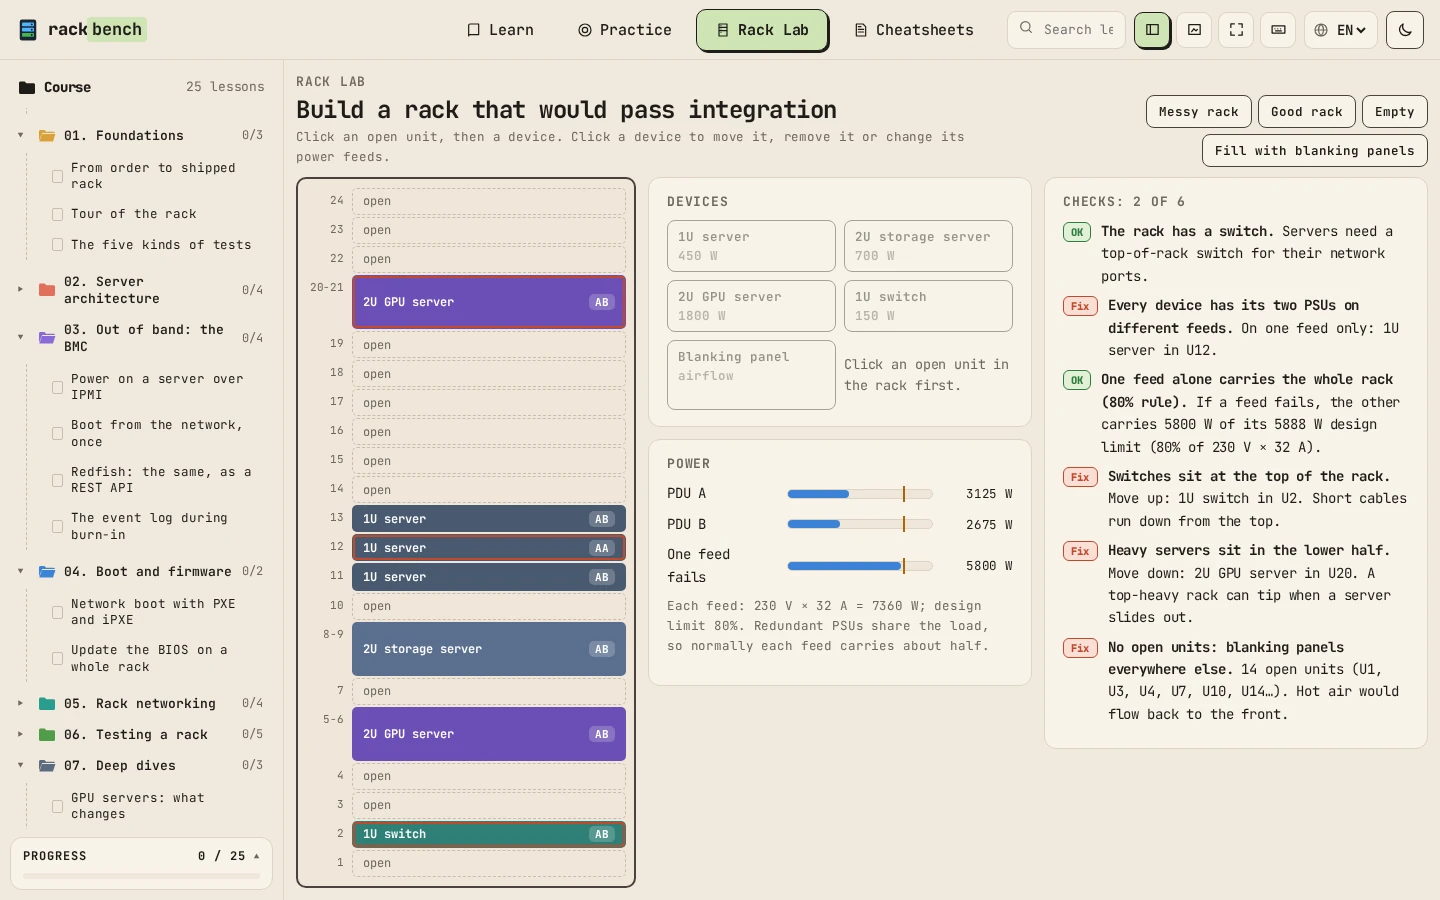 rackbench
Learn
Practice
Rack Lab
Cheatsheets
Search le
EN
Course
25 lessons
01. Foundations 0/3
From order to shipped
rack
Tour of the rack
The five kinds of tests
02. Server
architecture
0/4
03. Out of band: the
BMC
0/4
Power on a server over
IPMI
Boot from the network,
once
Redfish: the same, as a
REST API
The event log during
burn-in
04. Boot and firmware 0/2
Network boot with PXE
and iPXE
Update the BIOS on a
whole rack
05. Rack networking 0/4
06. Testing a rack 0/5
07. Deep dives 0/3
GPU servers: what
changes
PROGRESS 0 / 25
RACK LAB
Build a rack that would pass integration
Click an open unit, then a device. Click a device to move it, remove it or change its
power feeds.
Messy rack
Good rack
Empty
Fill with blanking panels
24 open
23 open
22 open
20-21 2U GPU server AB
19 open
18 open
17 open
16 open
15 open
14 open
13 1U server AB
12 1U server AA
11 1U server AB
10 open
8-9 2U storage server AB
7 open
5-6 2U GPU server AB
4 open
3 open
2 1U switch AB
1 open
DEVICES
1U server
450 W
2U storage server
700 W
2U GPU server
1800 W
1U switch
150 W
Blanking panel
airflow
Click an open unit in
the rack first.
POWER
PDU A 3125 W
PDU B 2675 W
One feed
fails
5800 W
Each feed: 230 V × 32 A = 7360 W; design
limit 80%. Redundant PSUs share the load,
so normally each feed carries about half.
CHECKS: 2 OF 6
OK The rack has a switch. Servers need a
top-of-rack switch for their network
ports.
Fix Every device has its two PSUs on
different feeds. On one feed only: 1U
server in U12.
OK One feed alone carries the whole rack
(80% rule). If a feed fails, the other
carries 5800 W of its 5888 W design
limit (80% of 230 V × 32 A).
Fix Switches sit at the top of the rack.
Move up: 1U switch in U2. Short cables
run down from the top.
Fix Heavy servers sit in the lower half.
Move down: 2U GPU server in U20. A
top-heavy rack can tip when a server
slides out.
Fix No open units: blanking panels
everywhere else. 14 open units (U1,
U3, U4, U7, U10, U14…). Hot air would
flow back to the front.